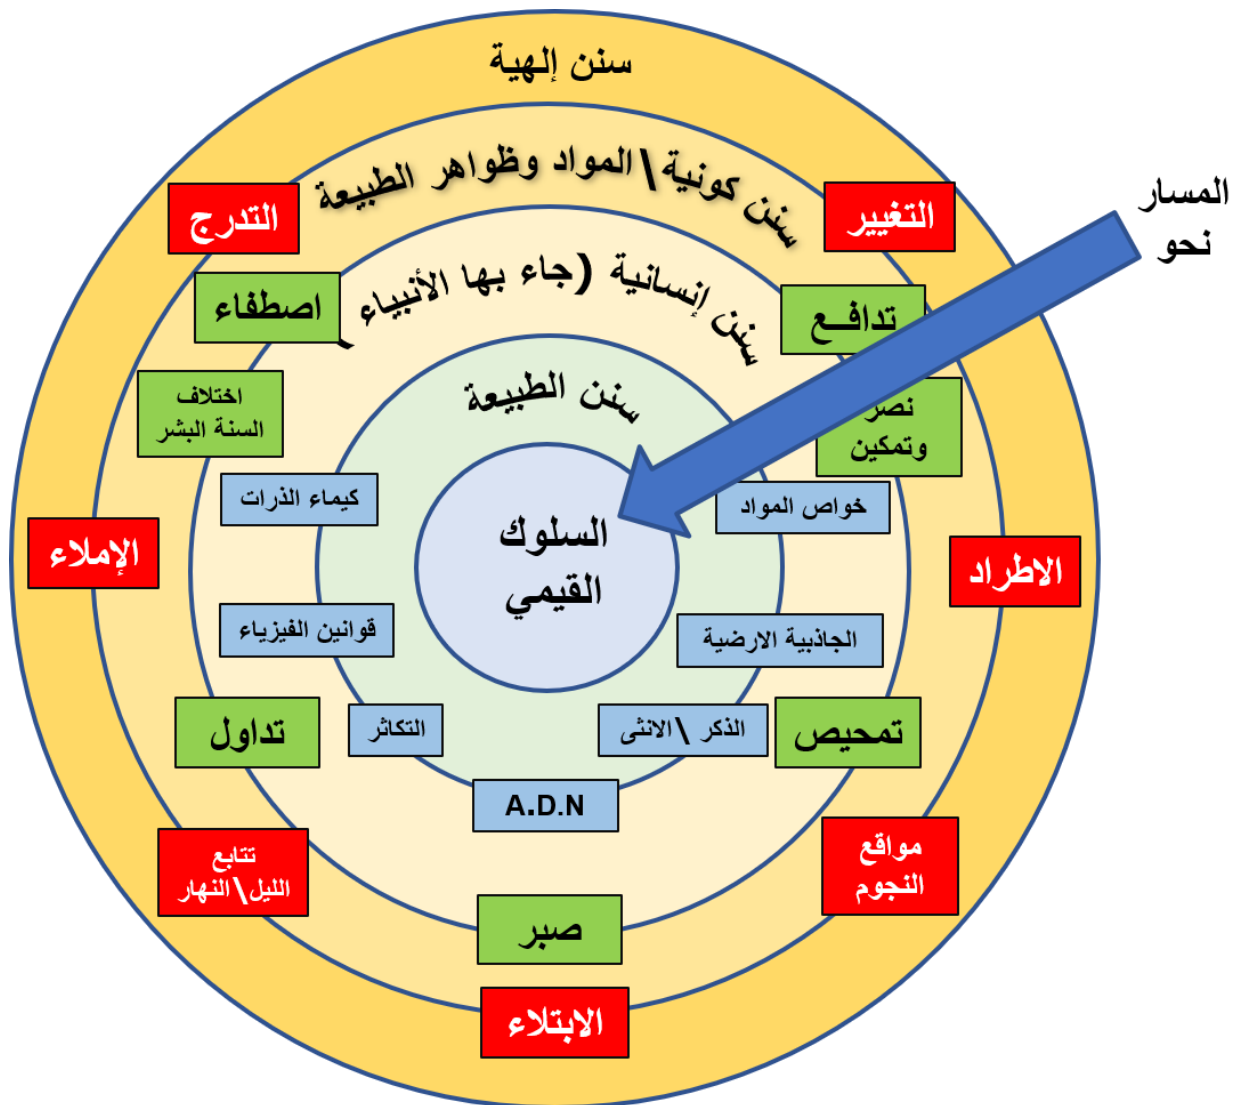 سنن إلهية
سنن كونية \ المواد وظواهر الطبيعة
المسار
نحو
التدرج
التغيير
سنن إنسانية (جاء بها الأنبياء )
اصطفاء
تدافــع
سنن الطبيعة
اختلاف
السنة البشر
نصر
وتمكين
كيماء الذرات
خواص المواد
السلوك
القيمي
الإملاء
الاطراد
قوانين الفيزياء
الجاذبية الارضية
تداول
التكاثر
الذكر \ الانثى
تمحيص
A.D.N
تتابع
الليل\ النهار
مواقع
النجوم
صبر
الابتلاء